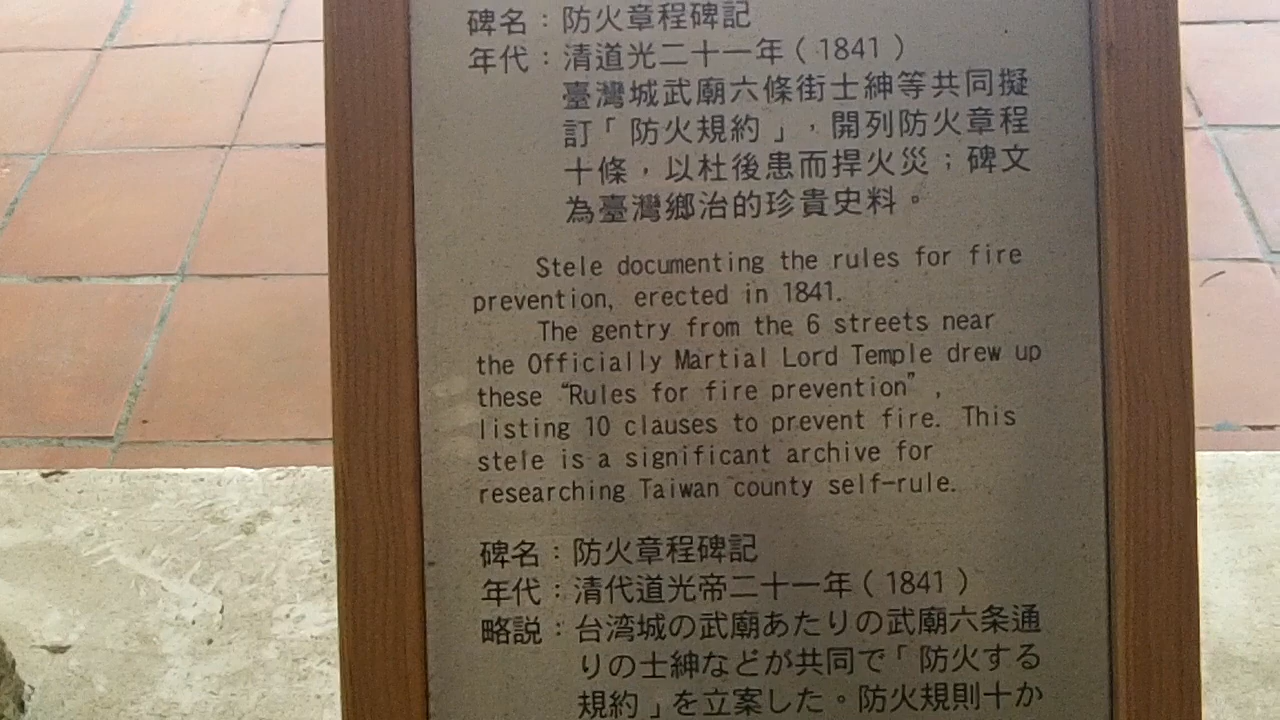 碑名：防火章程碑記
年代：清道光二十一年（1841）
臺灣城武廟六條街士紳等共同擬
訂「防火規約」，開列防火章程
十條，以杜後患而捍火災；碑文
為臺灣鄉治的珍貴史料。
Stele documenting the rules for fire
prevention, erected in 1841.
The gentry from the 6 streets near
the Officially Martial Lord Temple drew up
these “Rules for fire prevention”,
listing 10 clauses to prevent fire. This
stele is a significant archive for
researching Taiwan county self-rule.
碑名：防火章程碑記
年代：清代道光帝二十一年（1841）
略説：台湾城の武廟あたりの武廟六条通
りの士紳などが共同で「防火する
規約」を立案した。防火規則十か